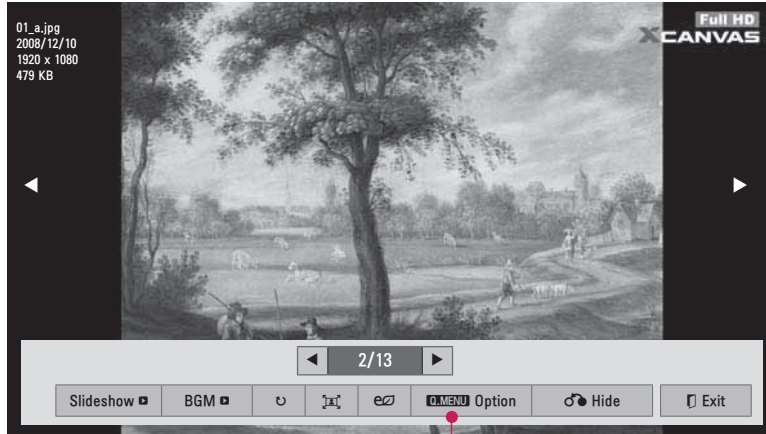 01_a.jpg
2008/12/10
1920 x 1080
479 KB
Full HD
XCANVAS
2/13
Slideshow
BGM
Q.MENU Option
Hide
Exit